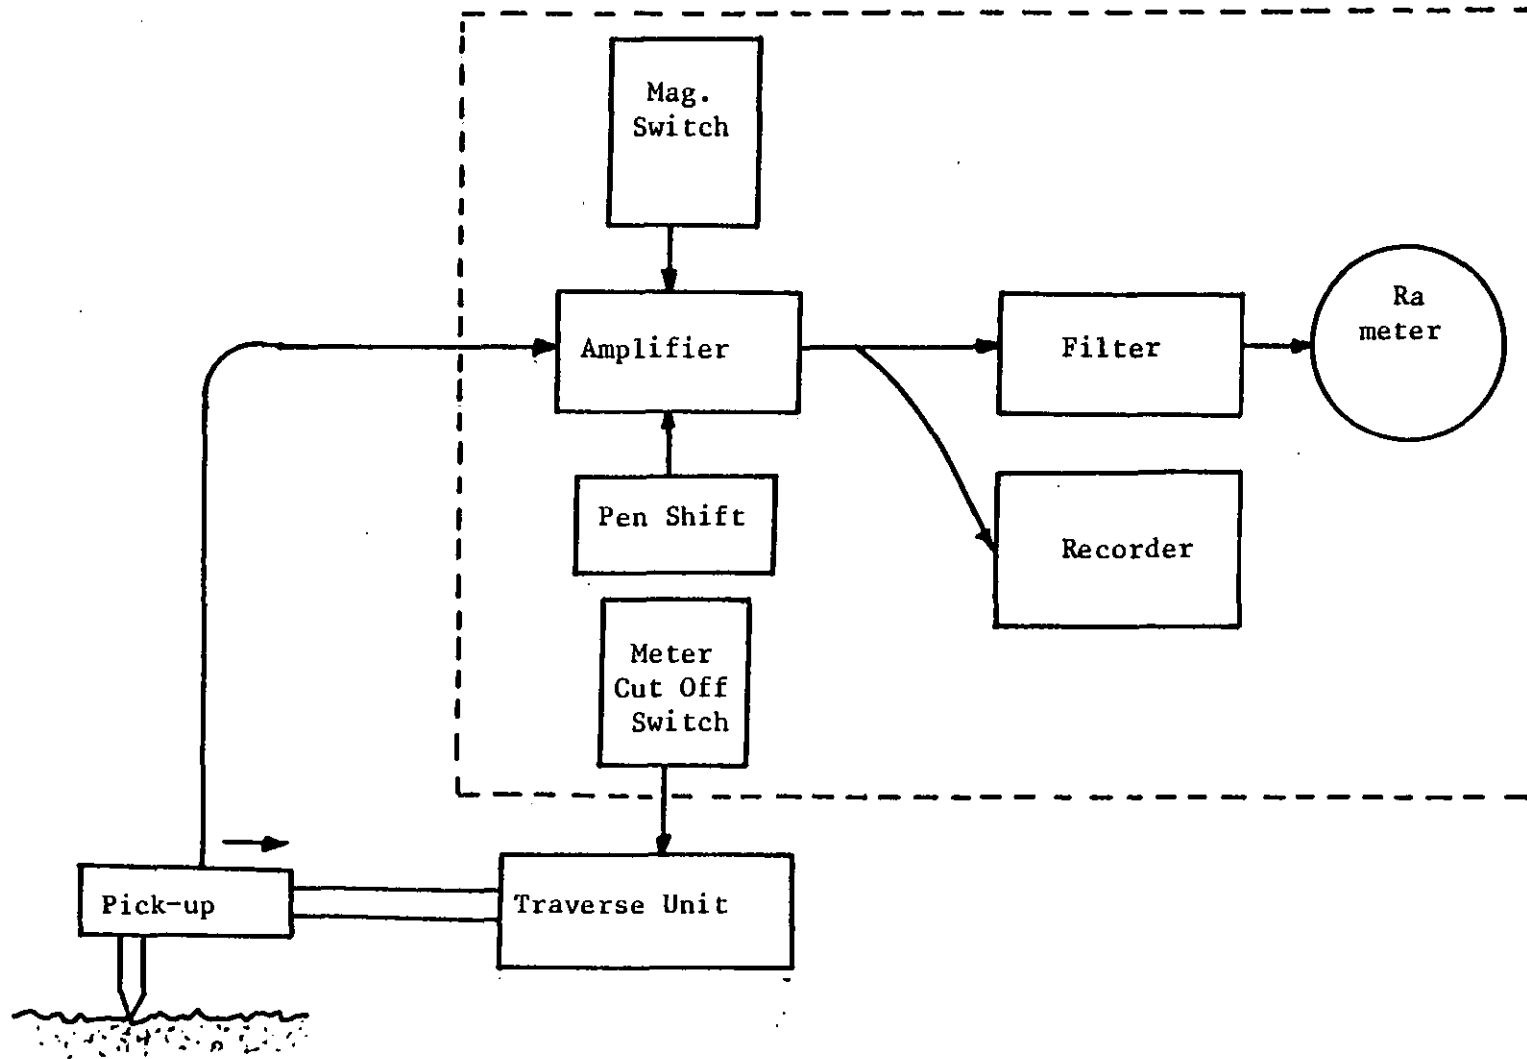 Mag.
Switch
Amplifier
Filter
Ra
meter
Pen Shift
Recorder
Meter
Cut Off
Switch
Pick-up
Traverse Unit